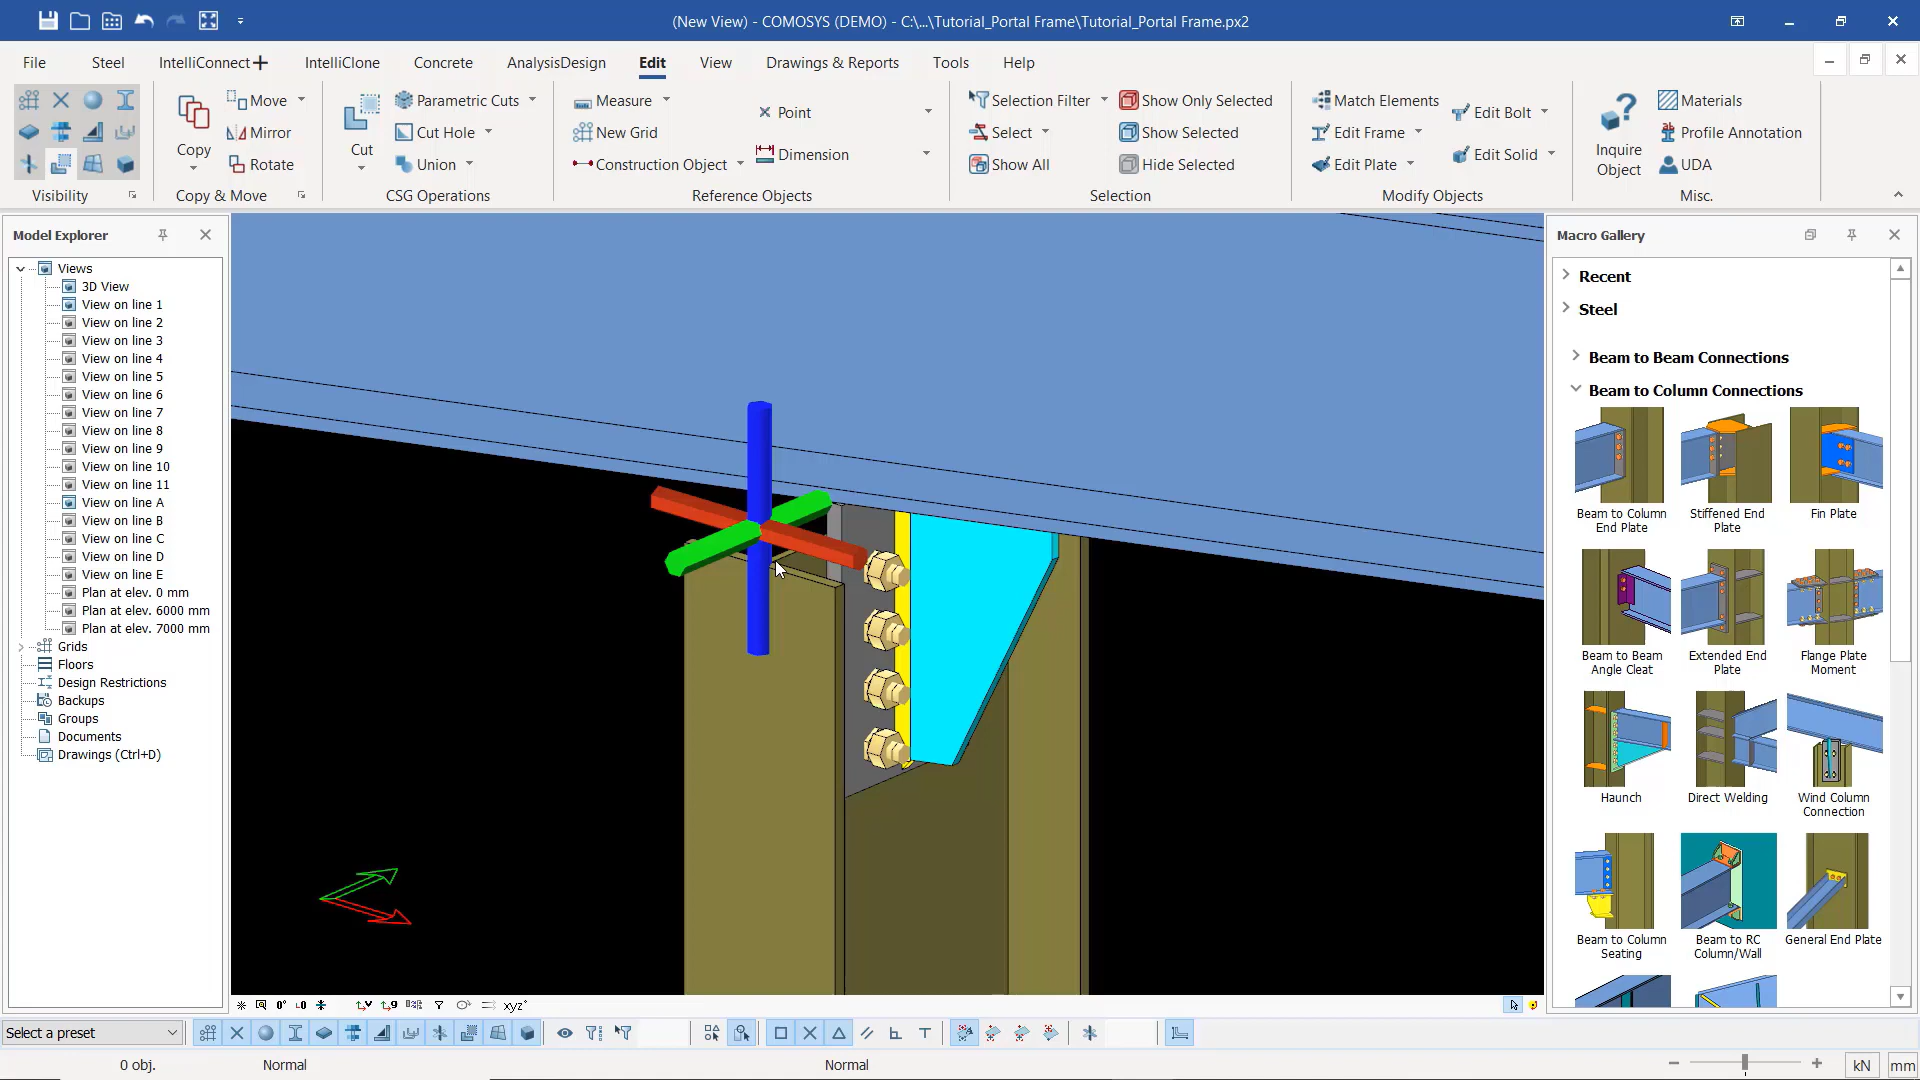 (New View) - COMOSYS (DEMO) - C:\...\Tutorial_Portal Frame\Tutorial_Portal Frame.px2
File
Steel
IntelliConnect+
IntelliClone
Concrete
AnalysisDesign
Edit
View
Drawings & Reports
Tools
Help
Visibility
Copy
Move
Mirror
Rotate
Copy & Move
Cut
Parametric Cuts
Cut Hole
Union
CSG Operations
Measure
New Grid
Construction Object
Point
Dimension
Reference Objects
Selection Filter
Select
Show All
Show Only Selected
Show Selected
Hide Selected
Selection
Match Elements
Edit Frame
Edit Plate
Edit Bolt
Edit Solid
Modify Objects
Inquire
Object
Materials
Profile Annotation
UDA
Misc.
Model Explorer
Views
3D View
View on line 1
View on line 2
View on line 3
View on line 4
View on line 5
View on line 6
View on line 7
View on line 8
View on line 9
View on line 10
View on line 11
View on line A
View on line B
View on line C
View on line D
View on line E
Plan at elev. 0 mm
Plan at elev. 6000 mm
Plan at elev. 7000 mm
Grids
Floors
Design Restrictions
Backups
Groups
Documents
Drawings (Ctrl+D)
Macro Gallery
Recent
Steel
Beam to Beam Connections
Beam to Column Connections
Beam to Column
End Plate
Stiffened End
Plate
Fin Plate
Beam to Beam
Angle Cleat
Extended End
Plate
Flange Plate
Moment
Haunch
Direct Welding
Wind Column
Connection
Beam to Column
Seating
Beam to RC
Column/Wall
General End Plate
xyz
Select a preset
0 obj.
Normal
Normal
kN
mm